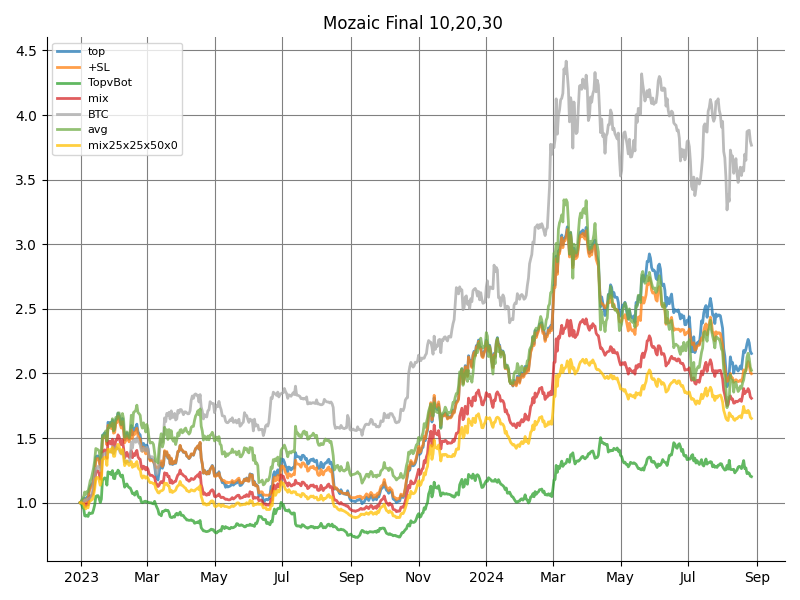 Mozaic Final 10,20,30
top
+SL
TopvBot
mix
BTC
avg
mix25x25x50x0
4.5
4.0
3.5
3.0
2.5
2.0
1.5
1.0
2023 Mar May Jul Sep Nov 2024 Mar May Jul Sep